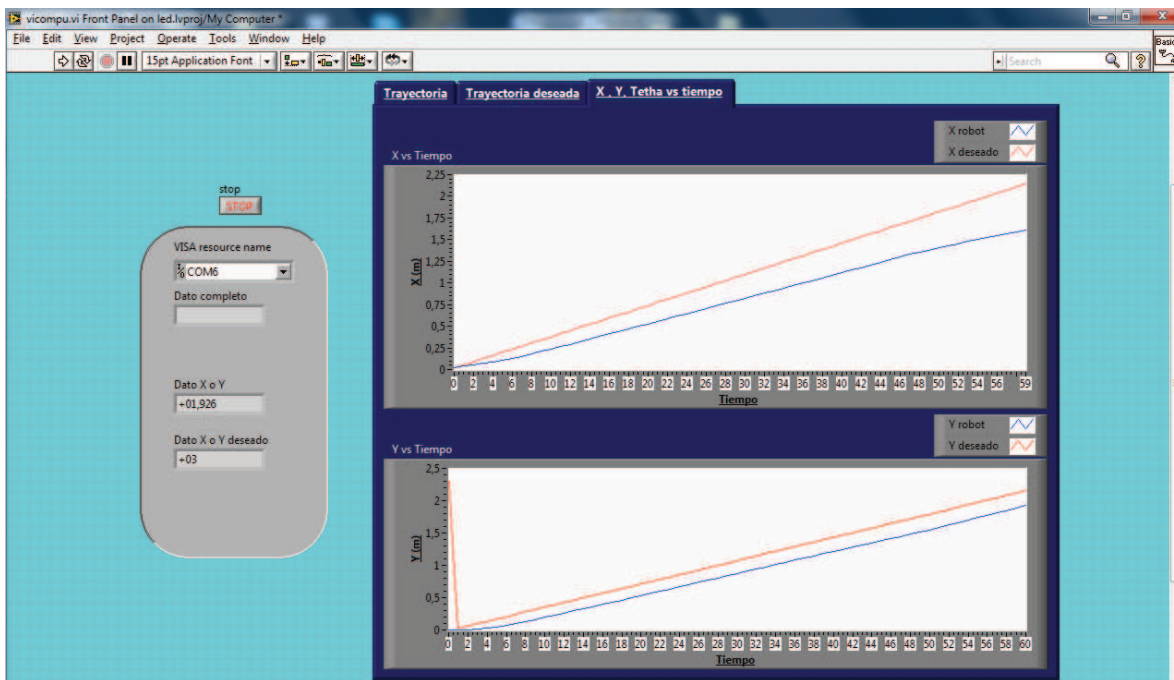 vicompu.vi Front Panel on led.lvproj/My Computer *
File Edit View Project Operate Tools Window Help
15pt Application Font
Search
Basic
stop
STOP
VISA resource name
COM6
Dato completo
Dato X o Y
+01,926
Dato X o Y deseado
+03
Trayectoria Trayectoria deseada X , Y, Tetha vs tiempo
X robot
X deseado
X vs Tiempo
2,25
2
1,75
1,5
1,25
1
0,75
0,5
0,25
0
X (m)
0 2 4 6 8 10 12 14 16 18 20 22 24 26 28 30 32 34 36 38 40 42 44 46 48 50 52 54 56 59
Tiempo
Y robot
Y deseado
Y vs Tiempo
2,5
2
1,5
1
0,5
0
Y (m)
0 2 4 6 8 10 12 14 16 18 20 22 24 26 28 30 32 34 36 38 40 42 44 46 48 50 52 54 56 58 60
Tiempo